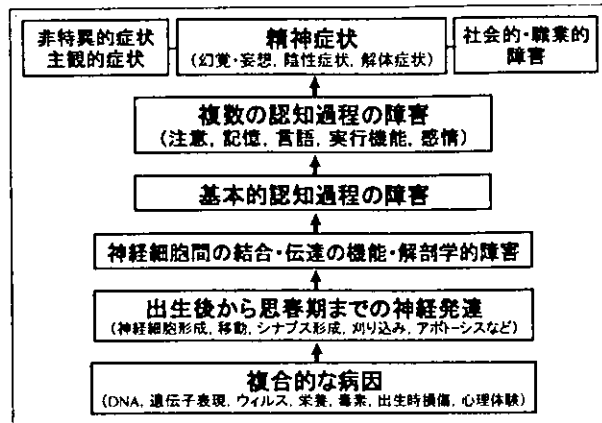 非特異的症状
主観的症状
精神症状
(幻覚・妄想, 陰性症状, 解体症状)
社会的・職業的
障害
複数の認知過程の障害
(注意, 記憶, 言語, 実行機能, 感情)
基本的認知過程の障害
神経細胞間の結合・伝達の機能・解剖学的障害
出生後から思春期までの神経発達
(神経細胞形成, 移動, シナプス形成, 刈り込み, アポトーシスなど)
複合的な病因
(DNA, 遺伝子表現, ウィルス, 栄養, 毒素, 出生時損傷, 心理体験)